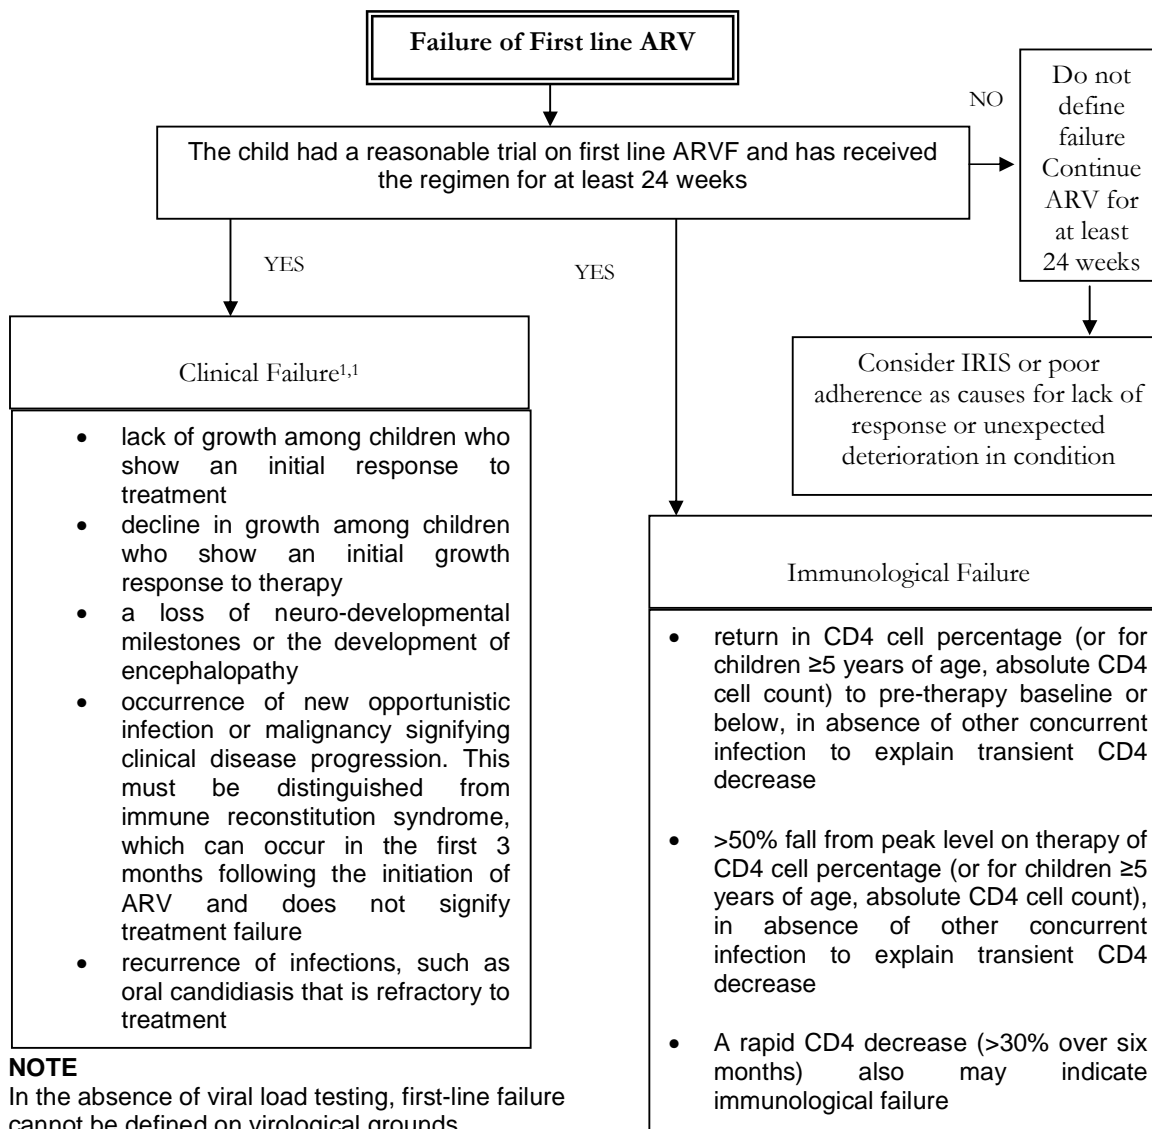 Failure of First line ARV
NO
Do not
define
failure
Continue
ARV for
at least
24 weeks
The child had a reasonable trial on first line ARVF and has received
the regimen for at least 24 weeks
YES
YES
Consider IRIS or poor
adherence as causes for lack of
response or unexpected
deterioration in condition
Clinical Failure1,1
• lack of growth among children who
show an initial response to
treatment
• decline in growth among children
who show an initial growth
response to therapy
• a loss of neuro-developmental
milestones or the development of
encephalopathy
• occurrence of new opportunistic
infection or malignancy signifying
clinical disease progression. This
must be distinguished from
immune reconstitution syndrome,
which can occur in the first 3
months following the initiation of
ARV and does not signify
treatment failure
• recurrence of infections, such as
oral candidiasis that is refractory to
treatment
Immunological Failure
• return in CD4 cell percentage (or for
children ≥5 years of age, absolute CD4
cell count) to pre-therapy baseline or
below, in absence of other concurrent
infection to explain transient CD4
decrease
• >50% fall from peak level on therapy of
CD4 cell percentage (or for children ≥5
years of age, absolute CD4 cell count),
in absence of other concurrent
infection to explain transient CD4
decrease
• A rapid CD4 decrease (>30% over six
months) also may indicate
immunological failure
NOTE
In the absence of viral load testing, first-line failure
cannot be defined on virological grounds